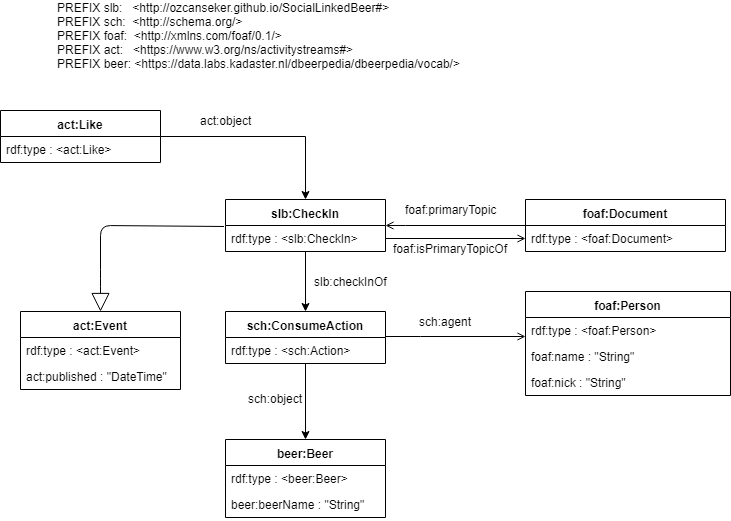 PREFIX slb: <http://ozcanseker.github.io/SocialLinkedBeer#>
PREFIX sch: <http://schema.org/>
PREFIX foaf: <http://xmlns.com/foaf/0.1/>
PREFIX act: <https://www.w3.org/ns/activitystreams#>
PREFIX beer: <https://data.labs.kadaster.nl/dbeerpedia/dbeerpedia/vocab/>
act:Like
rdf:type : <act:Like>
act:object
slb:CheckIn
rdf:type : <slb:CheckIn>
foaf:primaryTopic
foaf:isPrimaryTopicOf
foaf:Document
rdf:type : <foaf:Document>
slb:checkInOf
act:Event
rdf:type : <act:Event>
act:published : "DateTime"
sch:ConsumeAction
rdf:type : <sch:Action>
sch:agent
foaf:Person
rdf:type : <foaf:Person>
foaf:name : "String"
foaf:nick : "String"
sch:object
beer:Beer
rdf:type : <beer:Beer>
beer:beerName : "String"